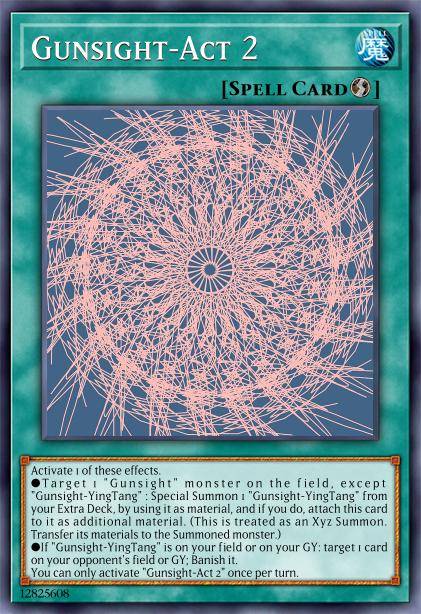 Gunsight-Act 2
SPELL
魔
[Spell Card]
Activate 1 of these effects.
●Target 1 "Gunsight" monster on the field, except
"Gunsight-YingTang" : Special Summon 1 "Gunsight-YingTang" from
your Extra Deck, by using it as material, and if you do, attach this card
to it as additional material. (This is treated as an Xyz Summon.
Transfer its materials to the Summoned monster.)
●If "Gunsight-YingTang" is on your field or on your GY: target 1 card
on your opponent's field or GY; Banish it.
You can only activate "Gunsight-Act 2" once per turn.
12825608